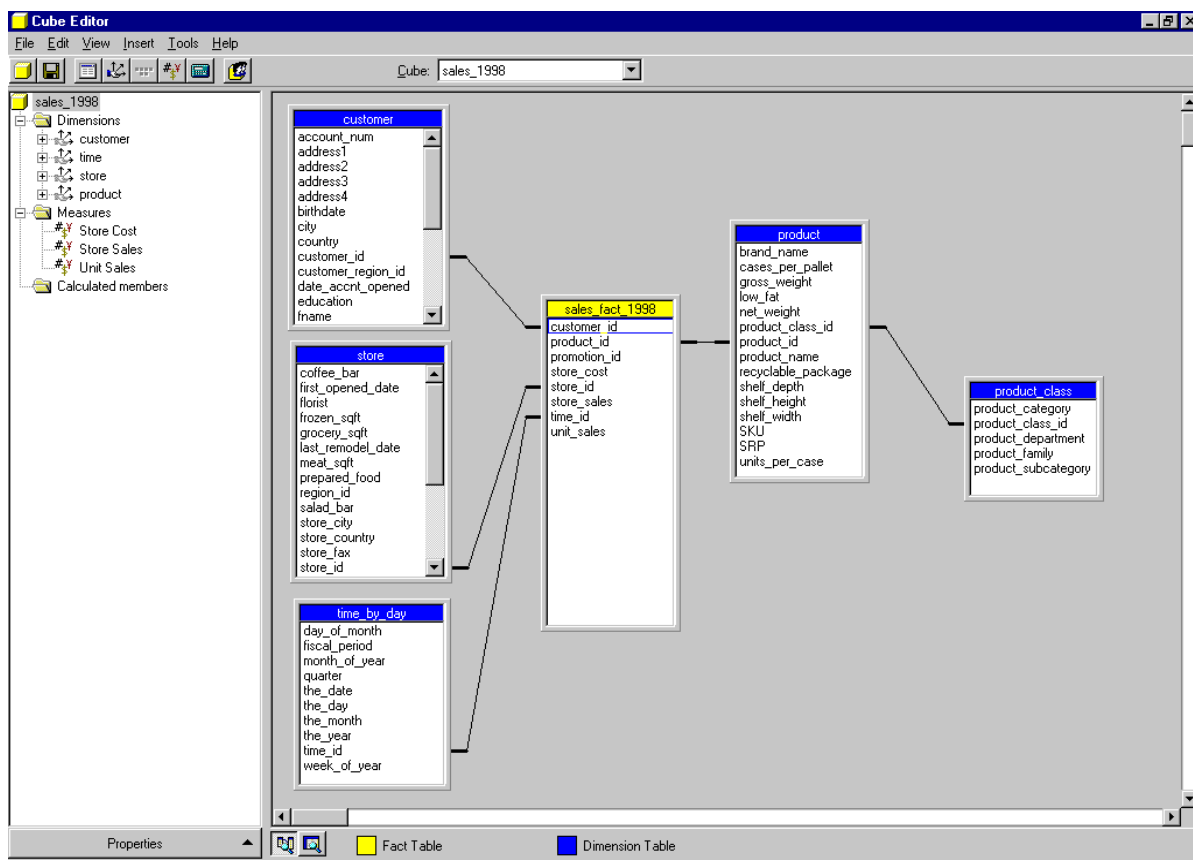 Cube Editor
File Edit View Insert Tools Help
Cube: sales_1998
sales_1998
Dimensions
customer
time
store
product
Measures
Store Cost
Store Sales
Unit Sales
Calculated members
customer
account_num
address1
address2
address3
address4
birthdate
city
country
customer_id
customer_region_id
date_accnt_opened
education
fname
store
coffee_bar
first_opened_date
florist
frozen_sqft
grocery_sqft
last_remodel_date
meat_sqft
prepared_food
region_id
salad_bar
store_city
store_country
store_fax
store_id
time_by_day
day_of_month
fiscal_period
month_of_year
quarter
the_date
the_day
the_month
the_year
time_id
week_of_year
sales_fact_1998
customer_id
product_id
promotion_id
store_cost
store_id
store_sales
time_id
unit_sales
product
brand_name
cases_per_pallet
gross_weight
low_fat
net_weight
product_class_id
product_id
product_name
recyclable_package
shelf_depth
shelf_height
shelf_width
SKU
SRP
units_per_case
product_class
product_category
product_class_id
product_department
product_family
product_subcategory
Properties
Fact Table
Dimension Table